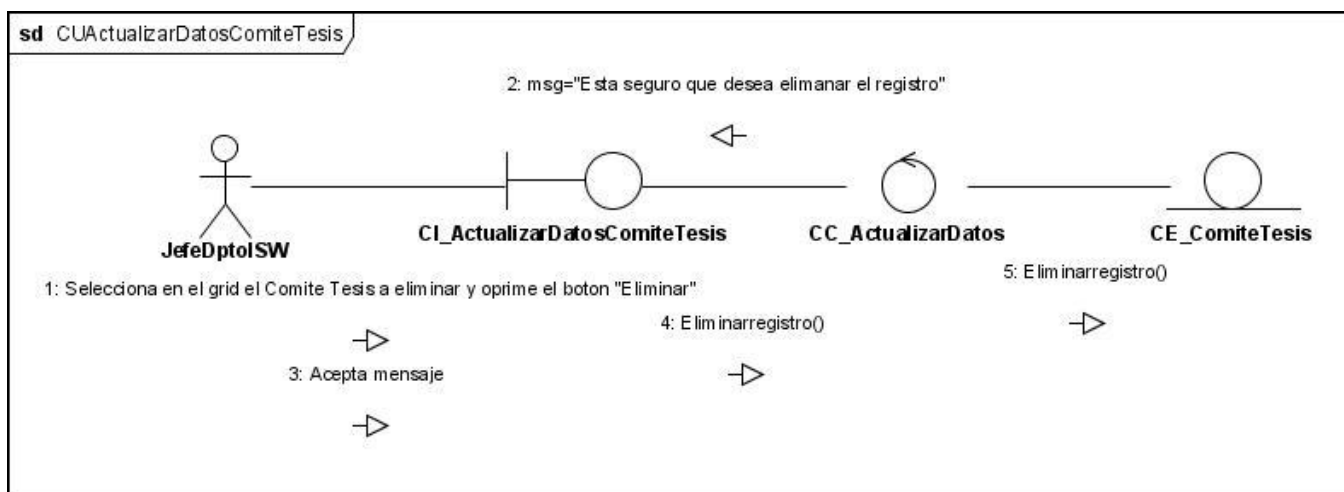 sd CUActualizarDatosComiteTesis
2: msg="Esta seguro que desea elimanar el registro"
JefeDptoISW
CI_ActualizarDatosComiteTesis
CC_ActualizarDatos
CE_ComiteTesis
1: Selecciona en el grid el Comite Tesis a eliminar y oprime el boton "Eliminar"
5: Eliminarregistro()
4: Eliminarregistro()
3: Acepta mensaje